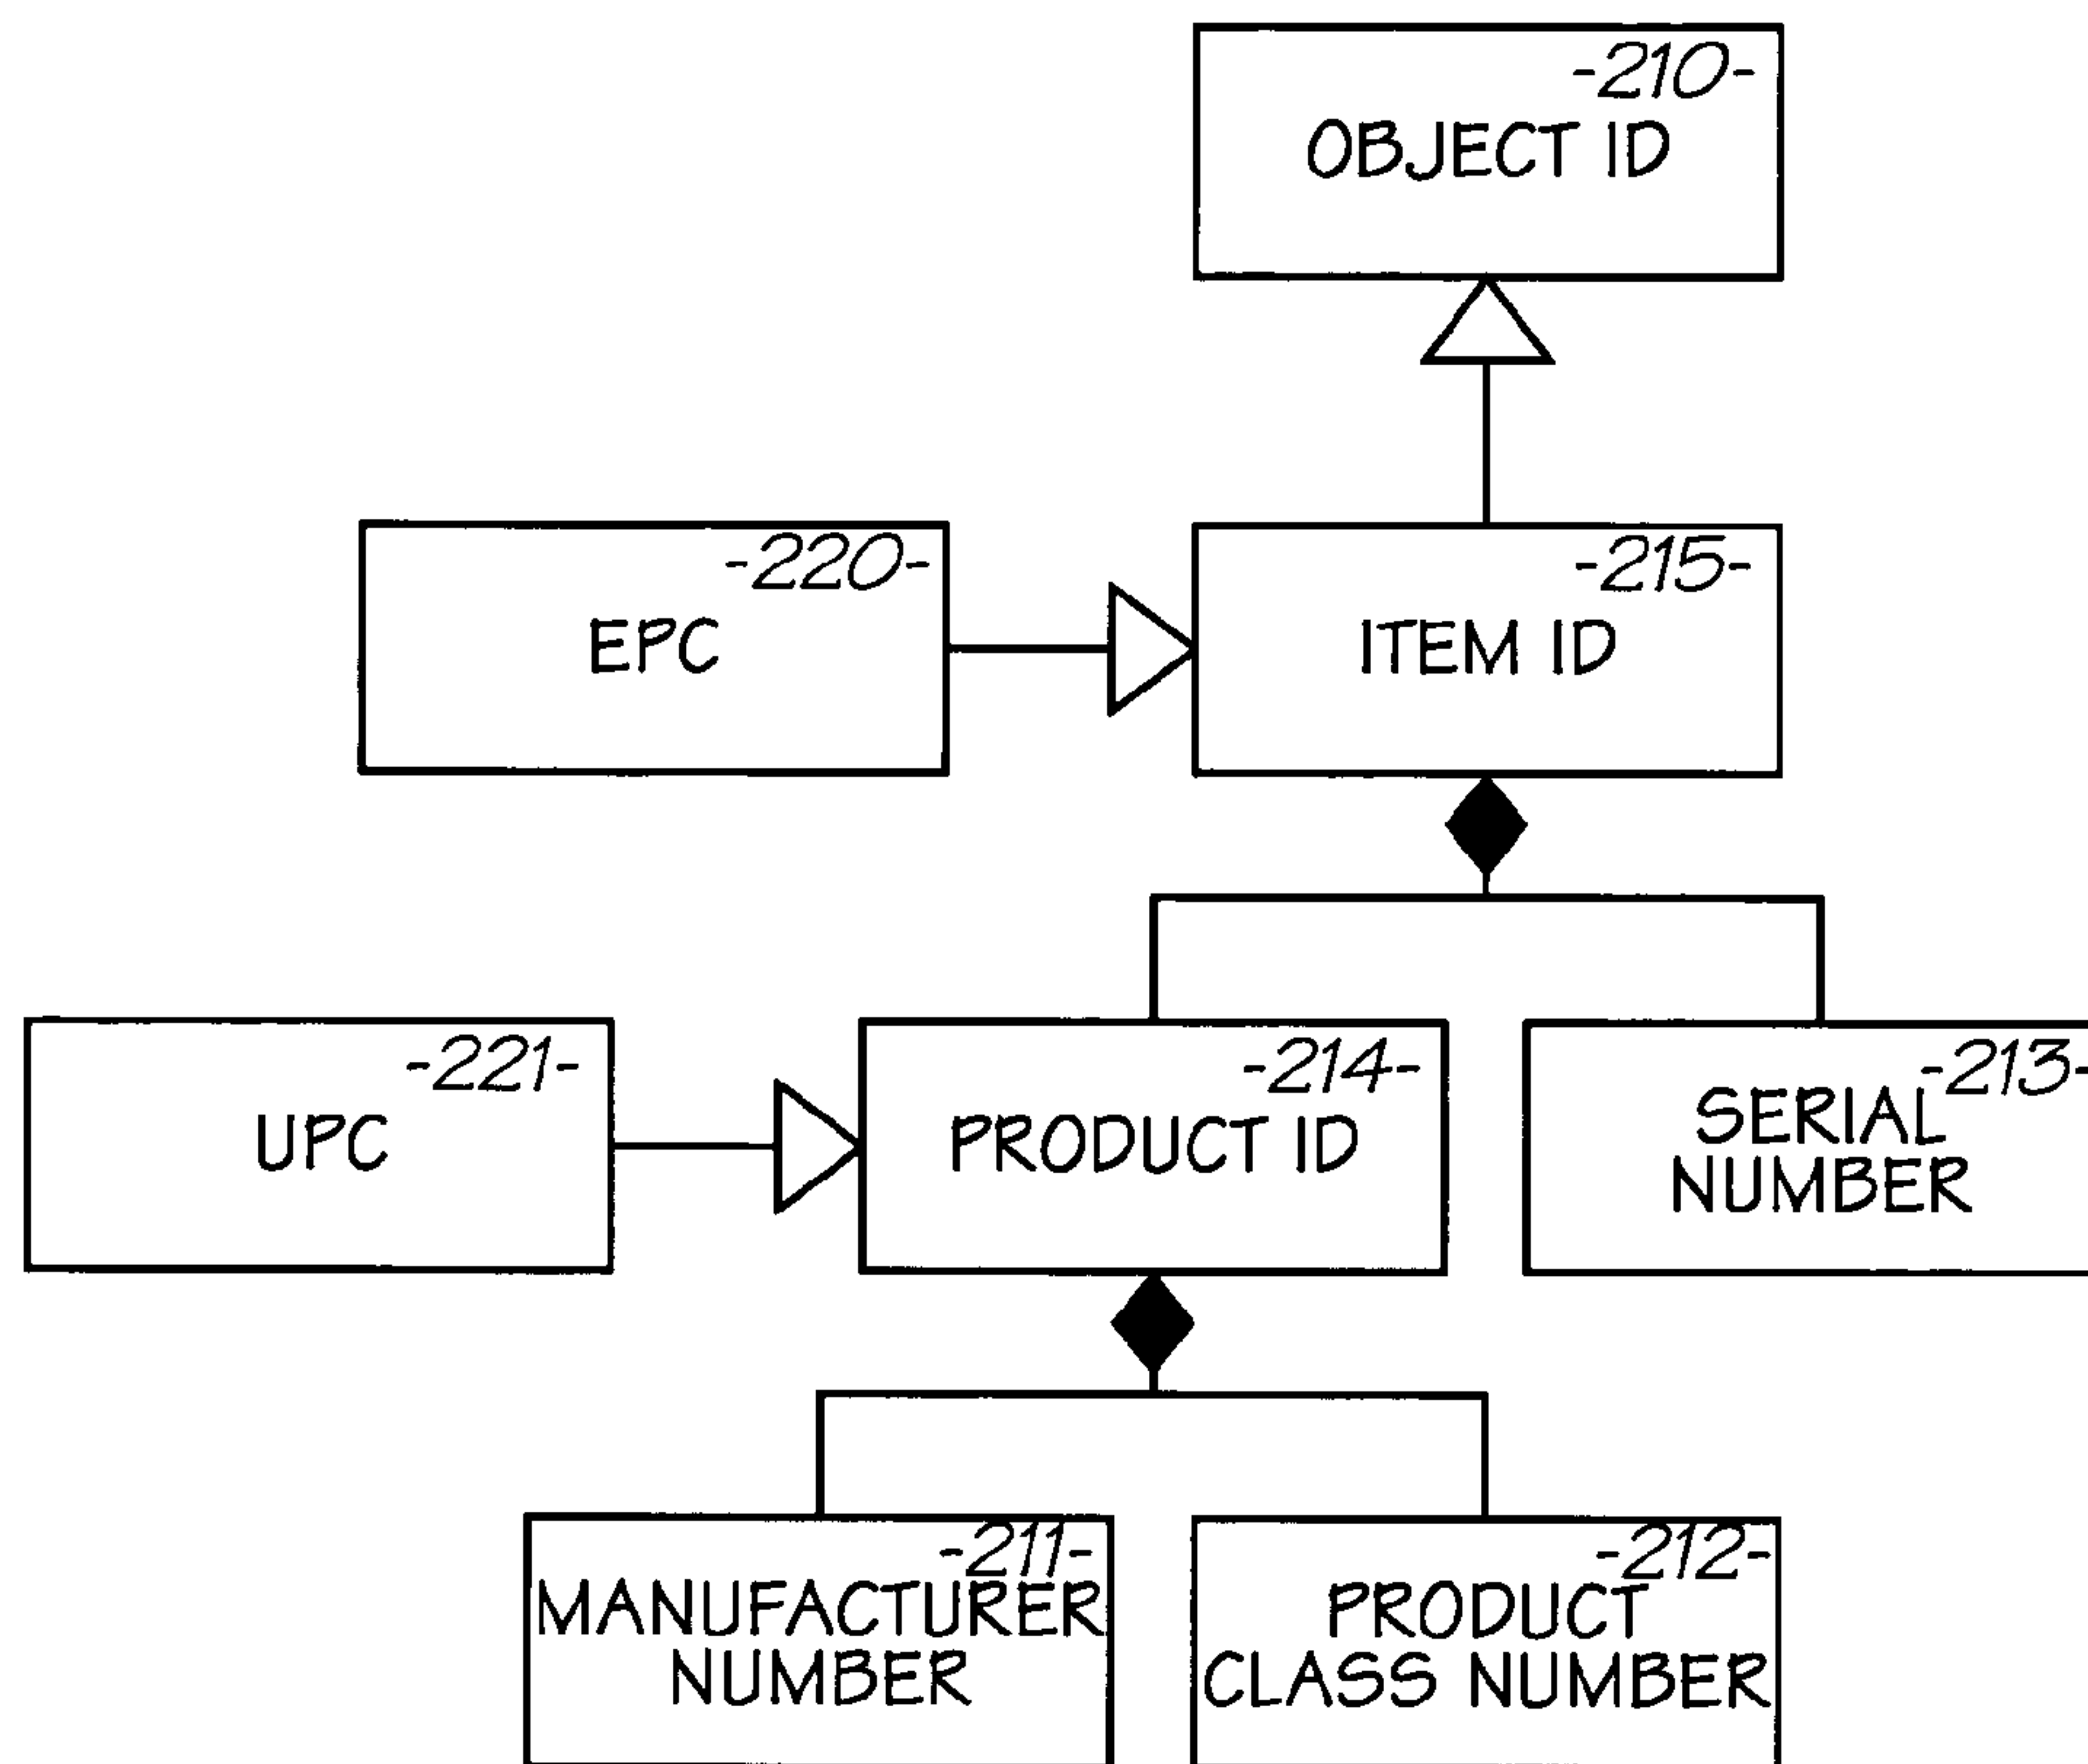 -210-
OBJECT ID
-220-
EPC
-215-
ITEM ID
-221-
UPC
-214-
PRODUCT ID
-213-
SERIAL
NUMBER
-211-
MANUFACTURER
NUMBER
-212-
PRODUCT
CLASS NUMBER